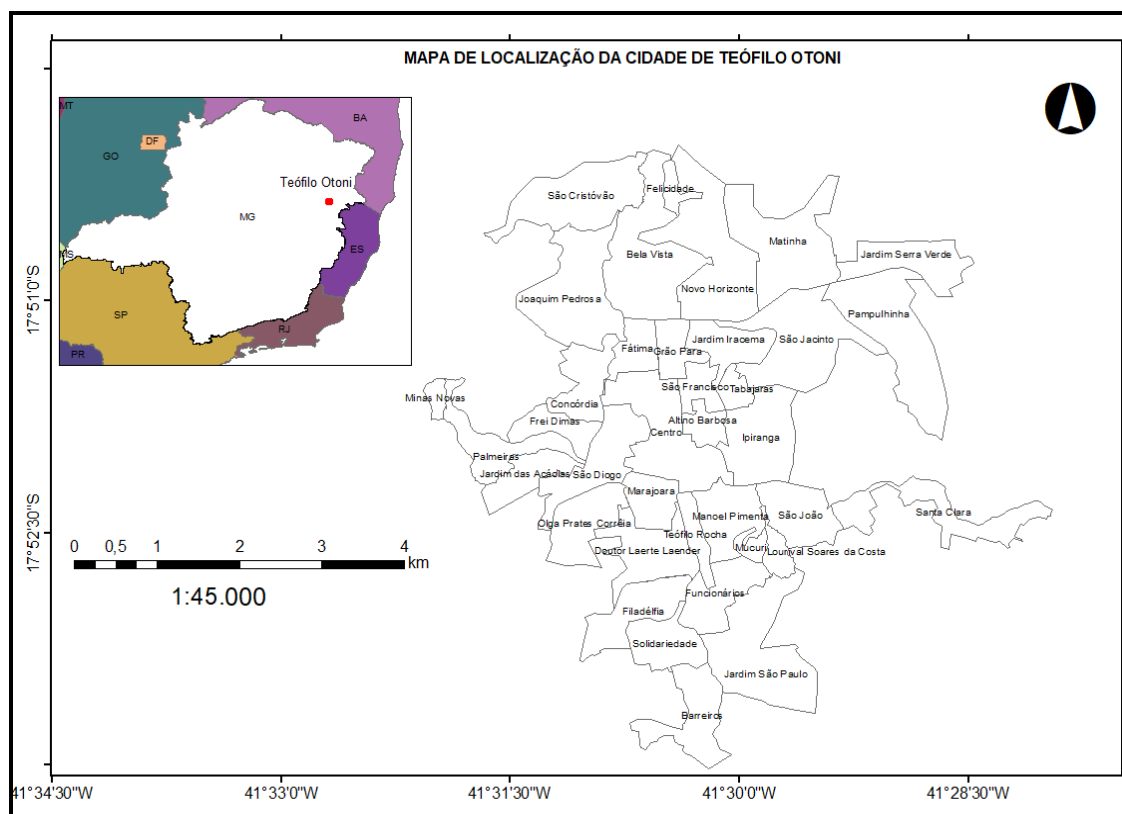 MAPA DE LOCALIZAÇÃO DA CIDADE DE TEÓFILO OTONI
MT
BA
DF
GO
Teófilo Otoni
MG
MS
ES
SP
RJ
PR
São Cristóvão
Felicidade
Matinha
Bela Vista
Jardim Serra Verde
Novo Horizonte
Joaquim Pedrosa
Pampulhinha
Jardim Iracema
São Jacinto
Fátima
Grão Pará
São Francisco
Tabajaras
Minas Novas
Concórdia
Frei Dimas
Altino Barbosa
Centro
Ipiranga
Palmeiras
Jardim das Acácias
São Diogo
Marajoara
Santa Clara
Manoel Pimenta
São João
Olga Prates Corrêia
Teófilo Rocha
Doutor Laerte Laender
Mucuri
Lourival Soares da Costa
Funcionários
Filadélfia
Solidariedade
Jardim São Paulo
Barreiros
17°51'0"S
17°52'30"S
0 0,5 1 2 3 4
km
1:45.000
41°34'30"W 41°33'0"W 41°31'30"W 41°30'0"W 41°28'30"W